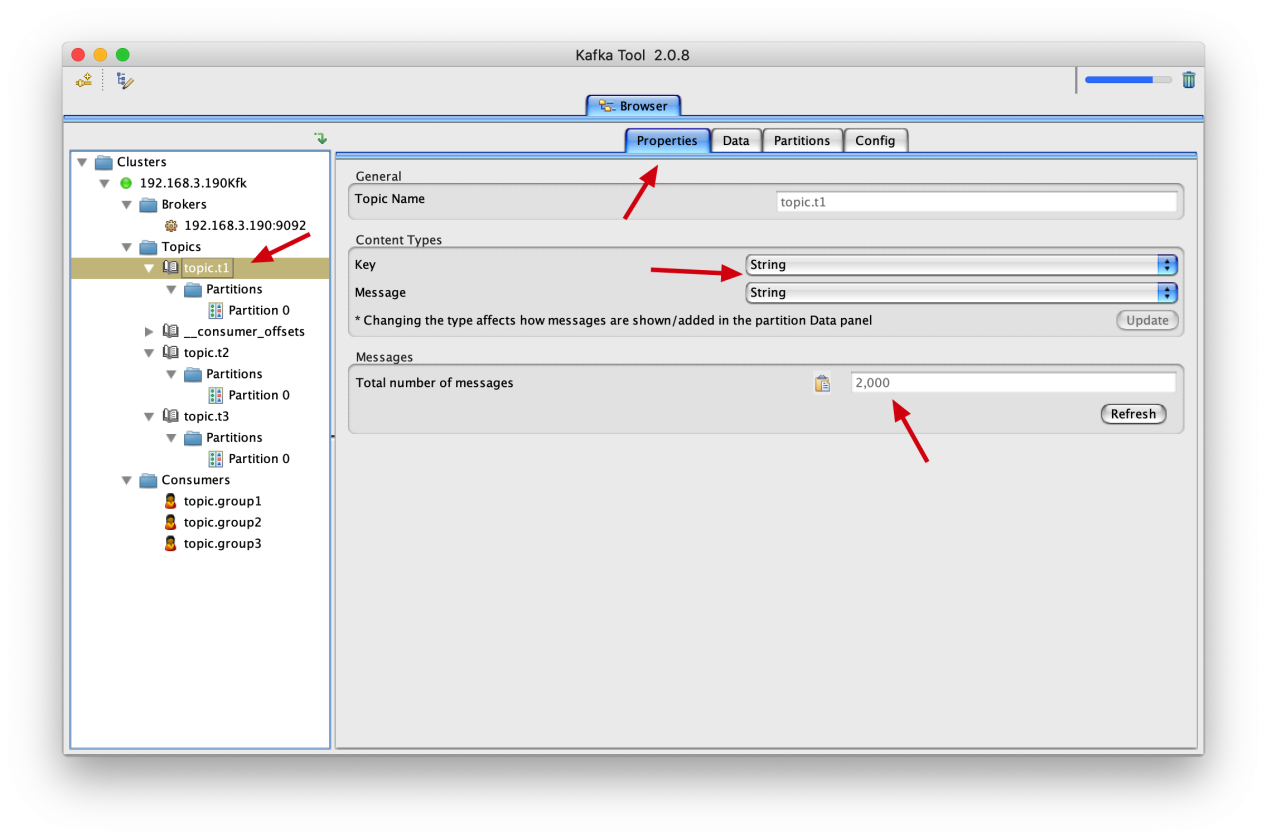 Kafka Tool 2.0.8
Browser
Properties
Data
Partitions
Config
Clusters
192.168.3.190Kfk
Brokers
192.168.3.190:9092
Topics
topic.t1
Partitions
Partition 0
__consumer_offsets
topic.t2
Partitions
Partition 0
topic.t3
Partitions
Partition 0
Consumers
topic.group1
topic.group2
topic.group3
General
Topic Name
topic.t1
Content Types
Key
String
Message
String
* Changing the type affects how messages are shown/added in the partition Data panel
Update
Messages
Total number of messages
2,000
Refresh